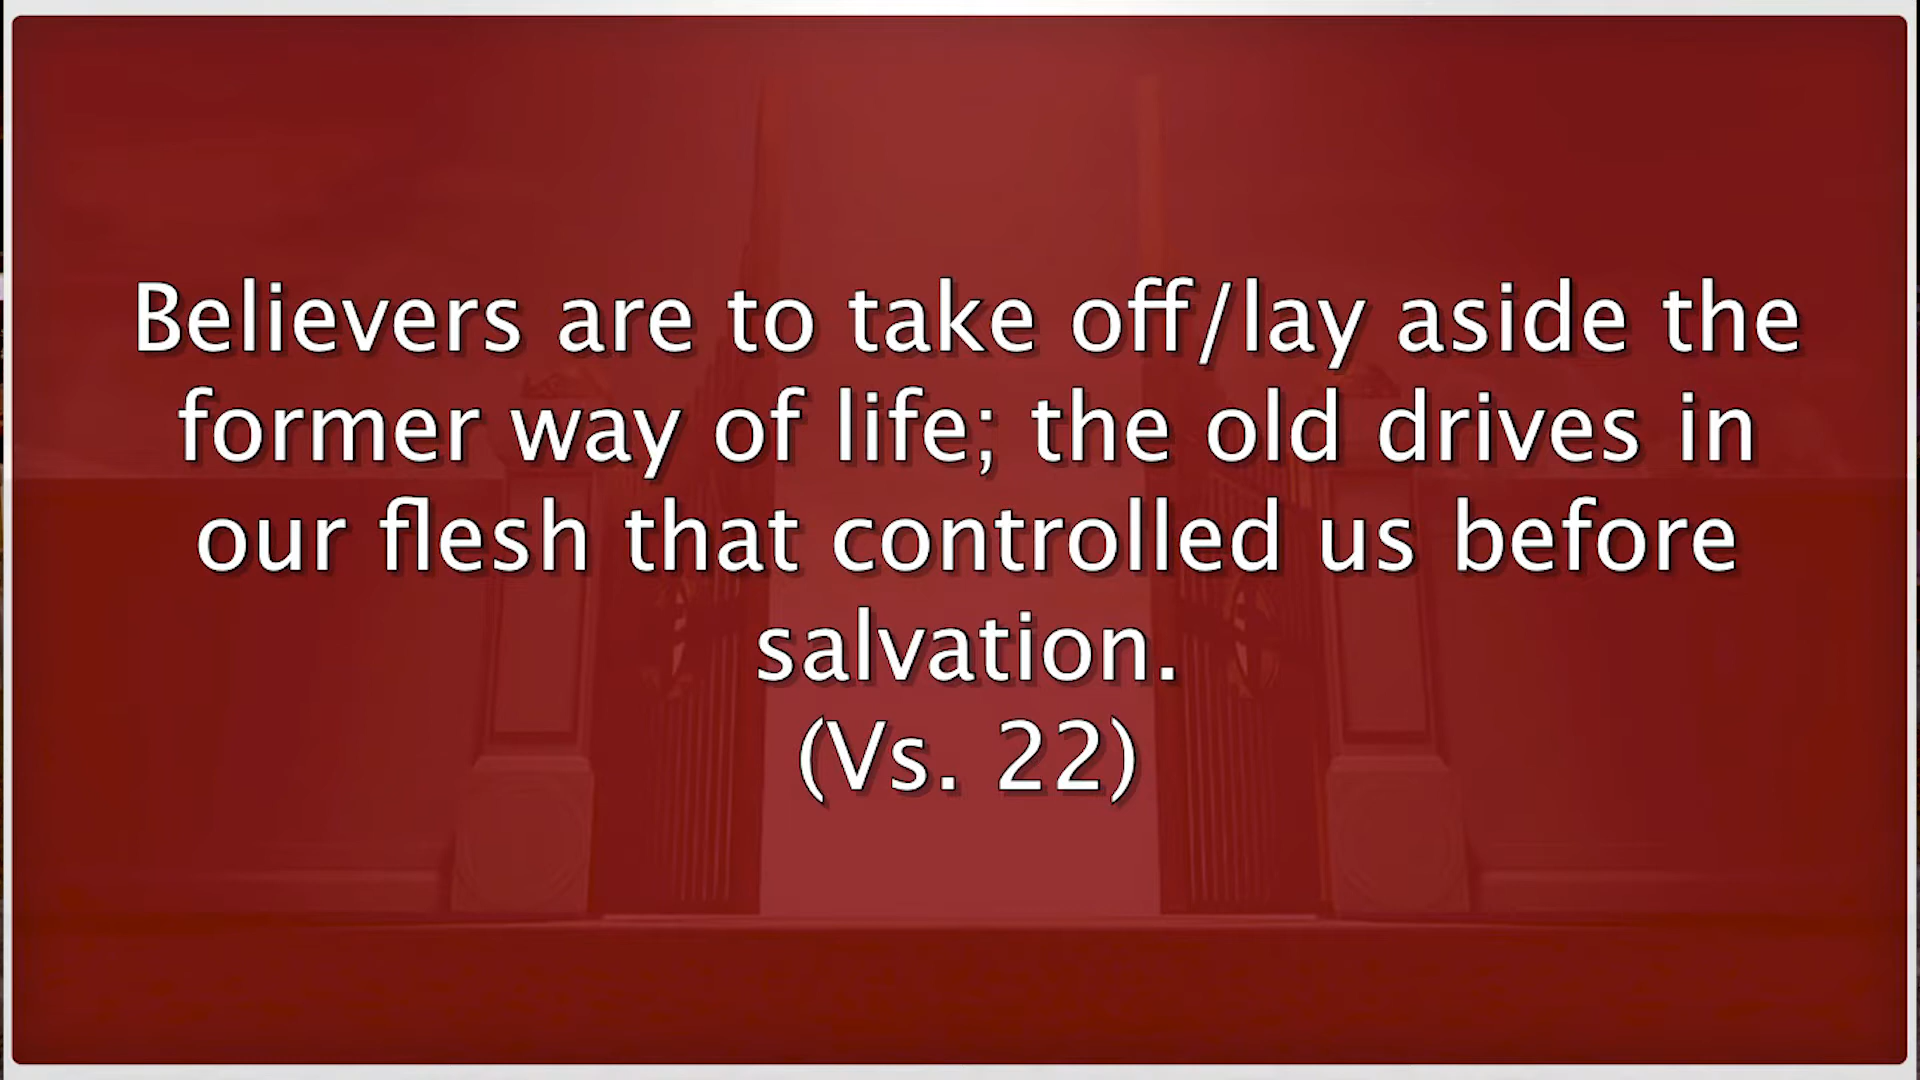 Believers are to take off/lay aside the
former way of life; the old drives in
our flesh that controlled us before
salvation.
(Vs. 22)